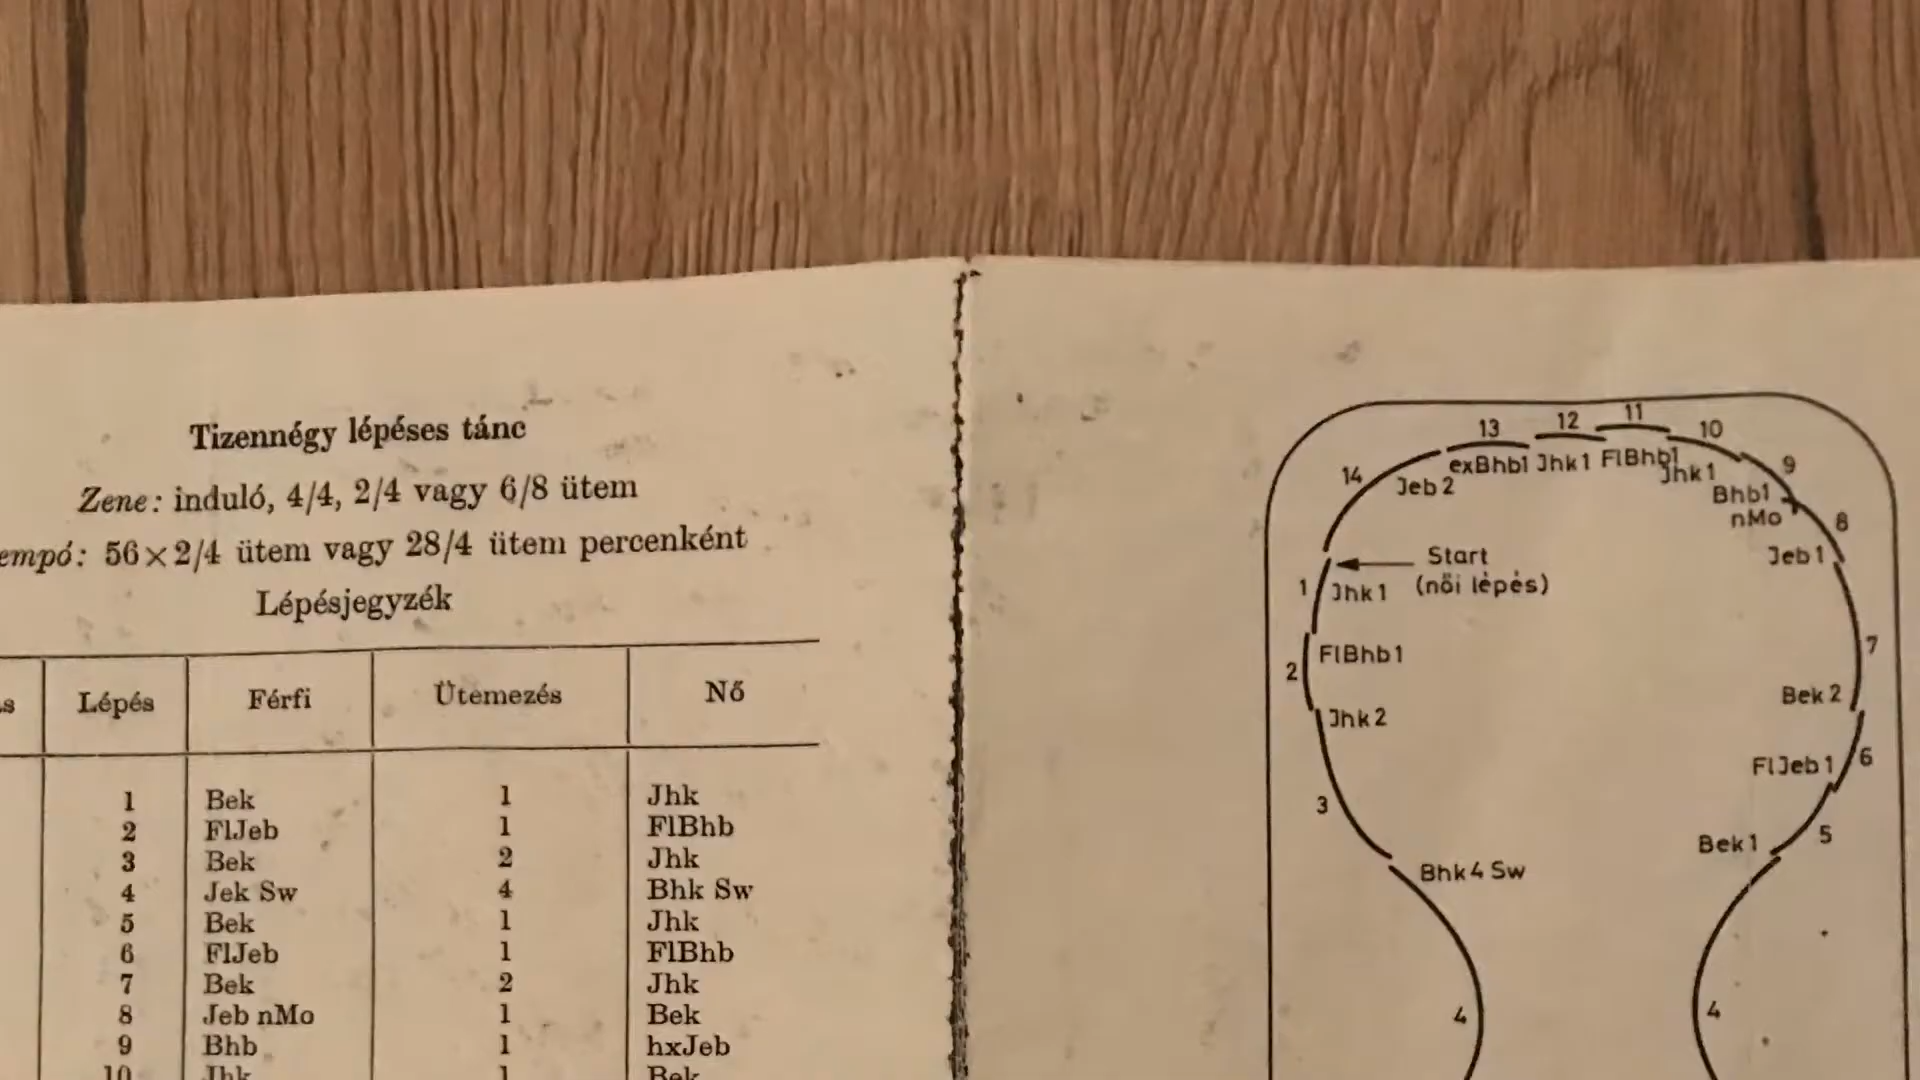 Tizennégy lépéses tánc
Zene: induló, 4/4, 2/4 vagy 6/8 ütem
empó: 56×2/4 ütem vagy 28/4 ütem percenként
Lépésjegyzék
s Lépés Férfi Ütemezés Nő
1 Bek 1 Jhk
2 FlJeb 1 FlBhb
3 Bek 2 Jhk
4 Jek Sw 4 Bhk Sw
5 Bek 1 Jhk
6 FlJeb 1 FlBhb
7 Bek 2 Jhk
8 Jeb nMo 1 Bek
9 Bhb 1 hxJeb
10 Jhk 1 Bek
14 13 12 11 10 9 8
Jeb 2 exBhb1 Jhk1 FlBhb1 Jhk1 Bhb1
nMo
Jeb1
Start
(női lépés)
1 Jhk1
2 FlBhb1
Jhk2
3
Bhk4 Sw
4
7
Bek 2
6
FlJeb1
5
Bek1
4